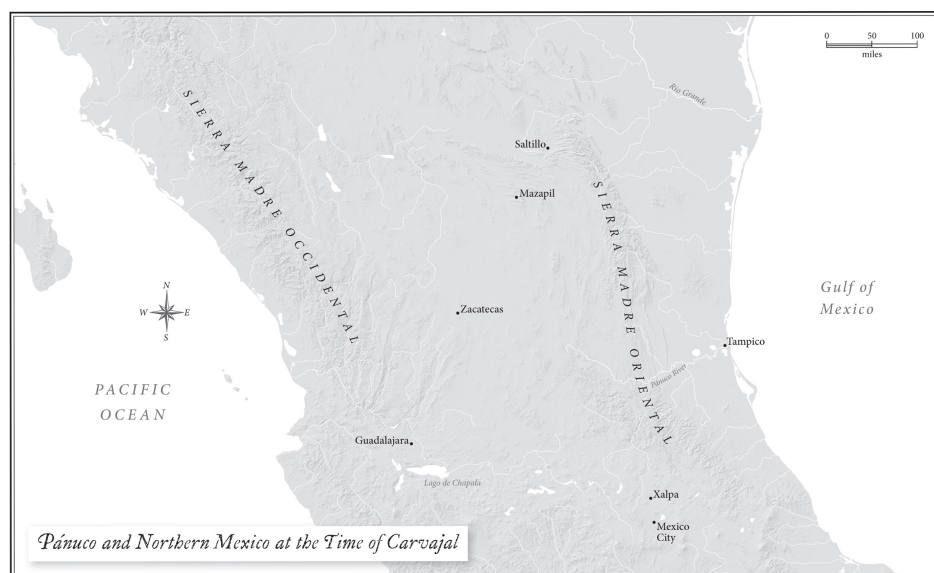 0 50 100
miles
Rio Grande
SIERRA MADRE OCCIDENTAL
Saltillo
Mazapil
SIERRA MADRE ORIENTAL
N
W E
S
Zacatecas
Gulf of
Mexico
Tampico
Pánuco River
PACIFIC
OCEAN
Guadalajara
Lago de Chapala
Xalpa
Mexico
City
Pánuco and Northern Mexico at the Time of Carvajal